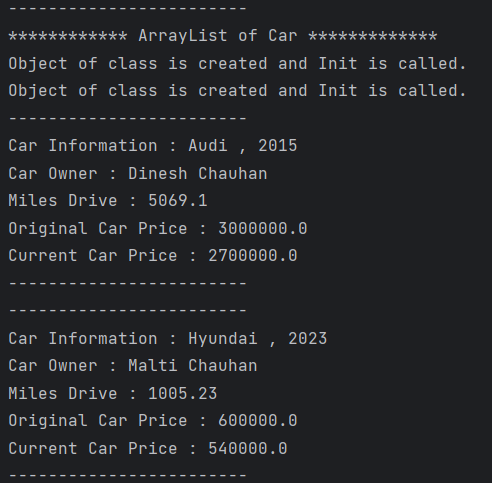 ------------------------
************ ArrayList of Car *************
Object of class is created and Init is called.
Object of class is created and Init is called.
------------------------
Car Information : Audi , 2015
Car Owner : Dinesh Chauhan
Miles Drive : 5069.1
Original Car Price : 3000000.0
Current Car Price : 2700000.0
------------------------
------------------------
Car Information : Hyundai , 2023
Car Owner : Malti Chauhan
Miles Drive : 1005.23
Original Car Price : 600000.0
Current Car Price : 540000.0
------------------------